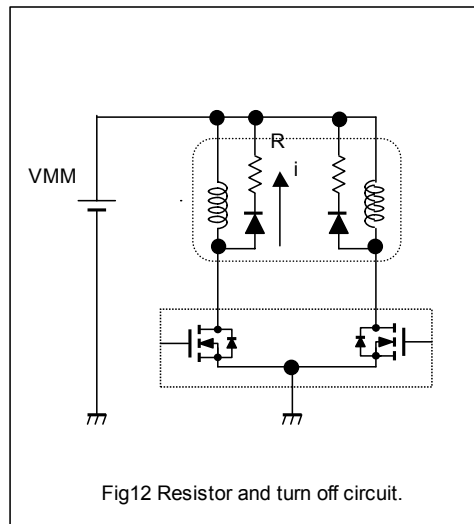 R
i
VMM
Fig12 Resistor and turn off circuit.